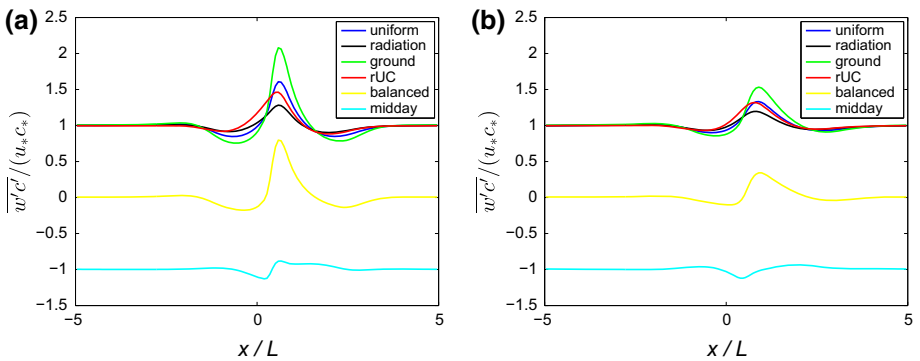 (a)
2.5
2
1.5
1
0.5
0
−0.5
−1
−1.5
w′c′/(u*c*)
uniform
radiation
ground
rUC
balanced
midday
−5
0
5
x / L
(b)
2.5
2
1.5
1
0.5
0
−0.5
−1
−1.5
w′c′/(u*c*)
uniform
radiation
ground
rUC
balanced
midday
−5
0
5
x / L